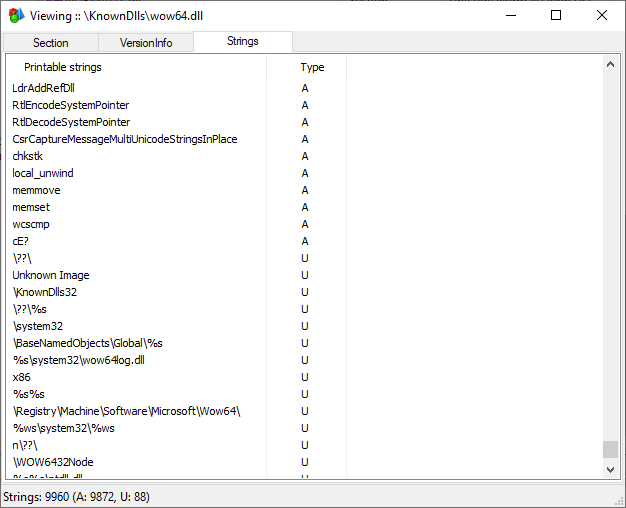 Viewing :: \KnownDlls\wow64.dll
Section VersionInfo Strings
Printable strings Type
LdrAddRefDll A
RtlEncodeSystemPointer A
RtlDecodeSystemPointer A
CsrCaptureMessageMultiUnicodeStringsInPlace A
chkstk A
local_unwind A
memmove A
memset A
wcscmp A
cE? A
\??\ U
Unknown Image U
\KnownDlls32 U
\??\%s U
\system32 U
\BaseNamedObjects\Global\%s U
%s\system32\wow64log.dll U
x86 U
%s%s U
\Registry\Machine\Software\Microsoft\Wow64\ U
%ws\system32\%ws U
n\??\ U
\WOW6432Node U
%s%s\ntdll.dll U
Strings: 9960 (A: 9872, U: 88)